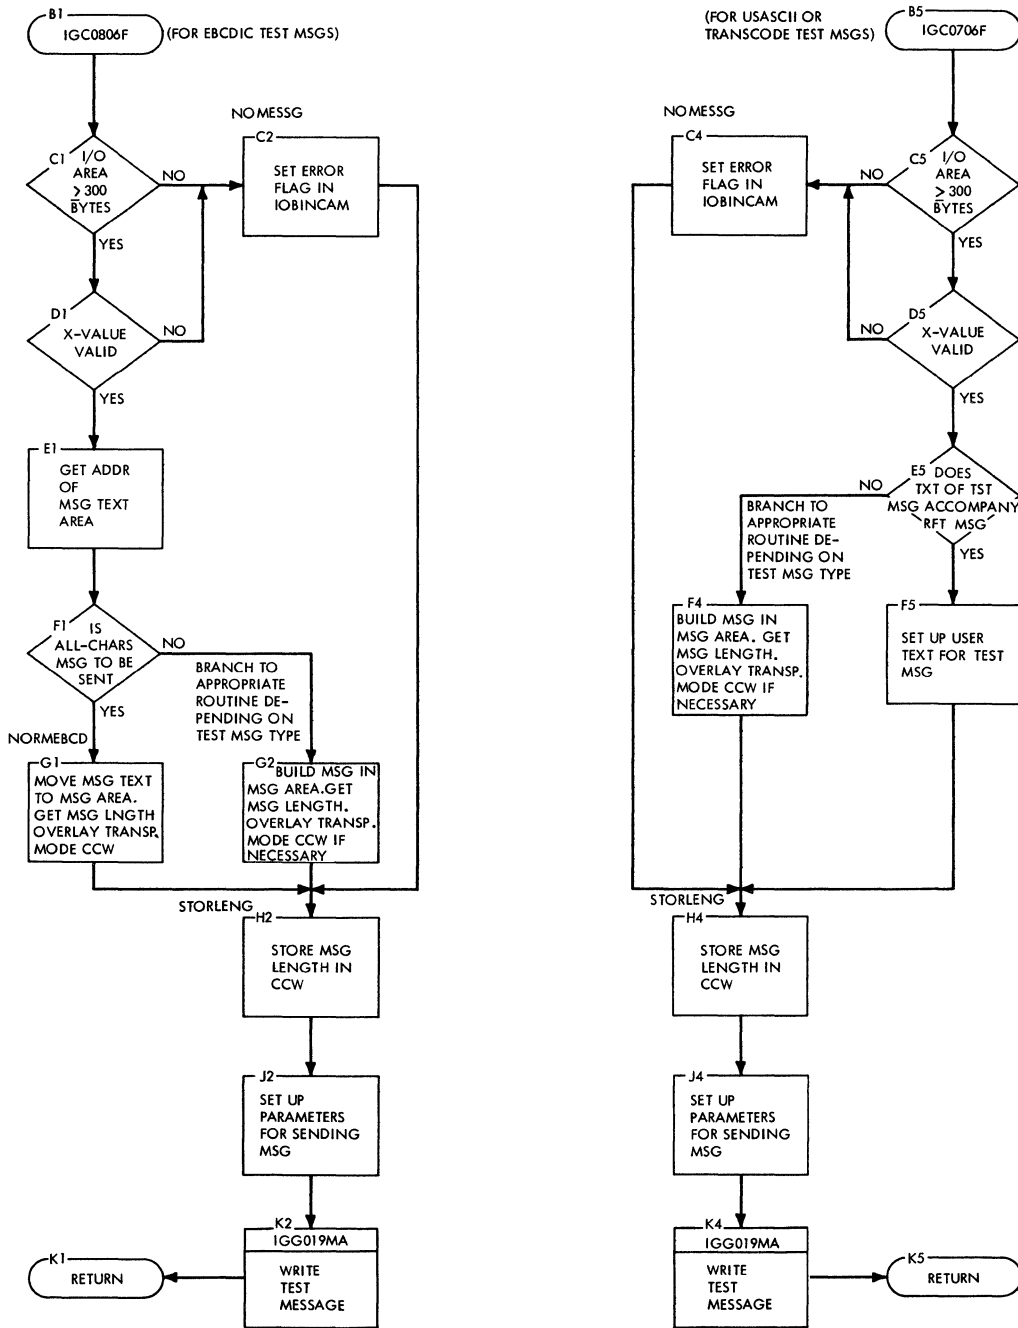 B1
IGC0806F
(FOR EBCDIC TEST MSGS)
C1
I/O
AREA
≥ 300
BYTES
NO
YES
NOMESSG
C2
SET ERROR
FLAG IN
IOBINCAM
D1
X-VALUE
VALID
NO
YES
E1
GET ADDR
OF
MSG TEXT
AREA
F1
IS
ALL-CHARS
MSG TO BE
SENT
NO
YES
BRANCH TO
APPROPRIATE
ROUTINE DE-
PENDING ON
TEST MSG TYPE
NORMEBCD
G1
MOVE MSG TEXT
TO MSG AREA.
GET MSG LNGTH
OVERLAY TRANSP.
MODE CCW
G2
BUILD MSG IN
MSG AREA.GET
MSG LENGTH.
OVERLAY TRANSP.
MODE CCW IF
NECESSARY
STORLENG
H2
STORE MSG
LENGTH IN
CCW
J2
SET UP
PARAMETERS
FOR SENDING
MSG
K2
IGG019MA
WRITE
TEST
MESSAGE
K1
RETURN
(FOR USASCII OR
TRANSCODE TEST MSGS)
B5
IGC0706F
NOMESSG
C4
SET ERROR
FLAG IN
IOBINCAM
C5
I/O
AREA
≥ 300
BYTES
NO
YES
D5
X-VALUE
VALID
NO
YES
E5
DOES
TXT OF TST
MSG ACCOMPANY
RFT MSG
NO
YES
BRANCH TO
APPROPRIATE
ROUTINE DE-
PENDING ON
TEST MSG TYPE
F4
BUILD MSG IN
MSG AREA. GET
MSG LENGTH.
OVERLAY TRANSP.
MODE CCW IF
NECESSARY
F5
SET UP USER
TEXT FOR TEST
MSG
STORLENG
H4
STORE MSG
LENGTH IN
CCW
J4
SET UP
PARAMETERS
FOR SENDING
MSG
K4
IGG019MA
WRITE
TEST
MESSAGE
K5
RETURN